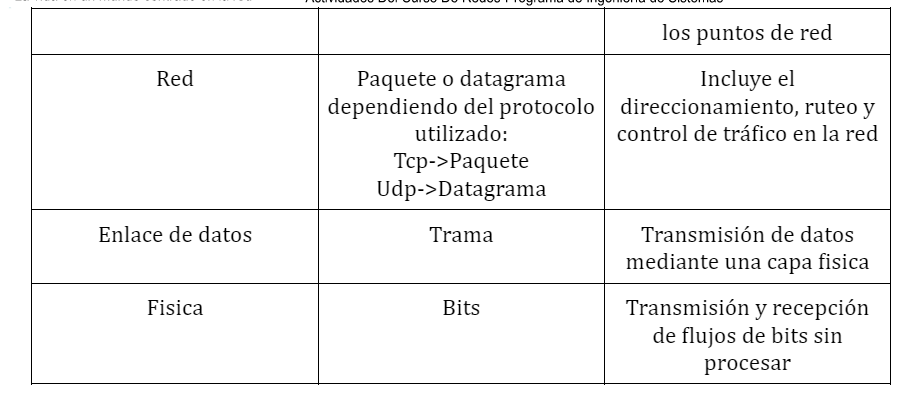 Actividades Del Curso De Redes Programa de Ingeniería de Sistemas
los puntos de red
Red
Paquete o datagrama
dependiendo del protocolo
utilizado:
Tcp->Paquete
Udp->Datagrama
Incluye el
direccionamiento, ruteo y
control de tráfico en la red
Enlace de datos
Trama
Transmisión de datos
mediante una capa fisica
Fisica
Bits
Transmisión y recepción
de flujos de bits sin
procesar